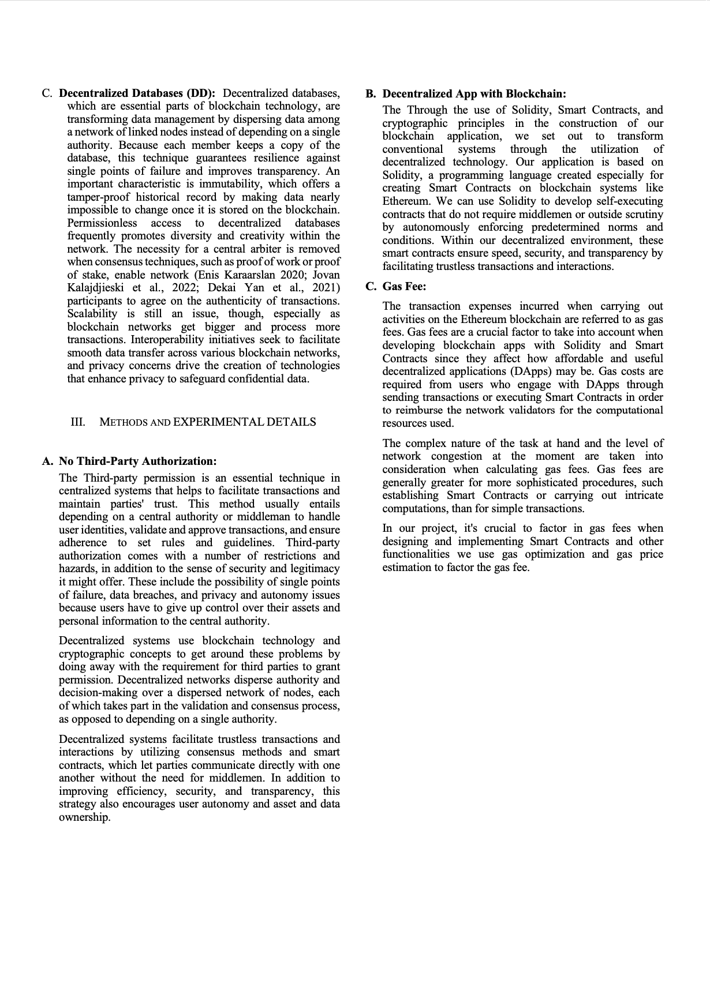 C. Decentralized Databases (DD): Decentralized databases,
which are essential parts of blockchain technology, are
transforming data management by dispersing data among
a network of linked nodes instead of depending on a single
authority. Because each member keeps a copy of the
database, this technique guarantees resilience against
single points of failure and improves transparency. An
important characteristic is immutability, which offers a
tamper-proof historical record by making data nearly
impossible to change once it is stored on the blockchain.
Permissionless access to decentralized databases
frequently promotes diversity and creativity within the
network. The necessity for a central arbiter is removed
when consensus techniques, such as proof of work or proof
of stake, enable network (Enis Karaarslan 2020; Jovan
Kalajdjieski et al., 2022; Dekai Yan et al., 2021)
participants to agree on the authenticity of transactions.
Scalability is still an issue, though, especially as
blockchain networks get bigger and process more
transactions. Interoperability initiatives seek to facilitate
smooth data transfer across various blockchain networks,
and privacy concerns drive the creation of technologies
that enhance privacy to safeguard confidential data.
III. METHODS AND EXPERIMENTAL DETAILS
A. No Third-Party Authorization:
The Third-party permission is an essential technique in
centralized systems that helps to facilitate transactions and
maintain parties' trust. This method usually entails
depending on a central authority or middleman to handle
user identities, validate and approve transactions, and ensure
adherence to set rules and guidelines. Third-party
authorization comes with a number of restrictions and
hazards, in addition to the sense of security and legitimacy
it might offer. These include the possibility of single points
of failure, data breaches, and privacy and autonomy issues
because users have to give up control over their assets and
personal information to the central authority.
Decentralized systems use blockchain technology and
cryptographic concepts to get around these problems by
doing away with the requirement for third parties to grant
permission. Decentralized networks disperse authority and
decision-making over a dispersed network of nodes, each
of which takes part in the validation and consensus process,
as opposed to depending on a single authority.
Decentralized systems facilitate trustless transactions and
interactions by utilizing consensus methods and smart
contracts, which let parties communicate directly with one
another without the need for middlemen. In addition to
improving efficiency, security, and transparency, this
strategy also encourages user autonomy and asset and data
ownership.
B. Decentralized App with Blockchain:
The Through the use of Solidity, Smart Contracts, and
cryptographic principles in the construction of our
blockchain application, we set out to transform
conventional systems through the utilization of
decentralized technology. Our application is based on
Solidity, a programming language created especially for
creating Smart Contracts on blockchain systems like
Ethereum. We can use Solidity to develop self-executing
contracts that do not require middlemen or outside scrutiny
by autonomously enforcing predetermined norms and
conditions. Within our decentralized environment, these
smart contracts ensure speed, security, and transparency by
facilitating trustless transactions and interactions.
C. Gas Fee:
The transaction expenses incurred when carrying out
activities on the Ethereum blockchain are referred to as gas
fees. Gas fees are a crucial factor to take into account when
developing blockchain apps with Solidity and Smart
Contracts since they affect how affordable and useful
decentralized applications (DApps) may be. Gas costs are
required from users who engage with DApps through
sending transactions or executing Smart Contracts in order
to reimburse the network validators for the computational
resources used.
The complex nature of the task at hand and the level of
network congestion at the moment are taken into
consideration when calculating gas fees. Gas fees are
generally greater for more sophisticated procedures, such
establishing Smart Contracts or carrying out intricate
computations, than for simple transactions.
In our project, it's crucial to factor in gas fees when
designing and implementing Smart Contracts and other
functionalities we use gas optimization and gas price
estimation to factor the gas fee.